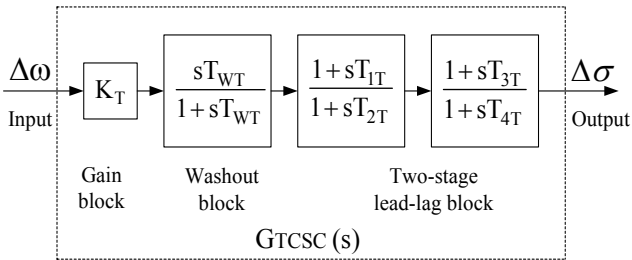 Δω
Input
K_T
sT_WT
1+sT_WT
1+sT_1T
1+sT_2T
1+sT_3T
1+sT_4T
Δσ
Output
Gain
block
Washout
block
Two-stage
lead-lag block
GTCSC (s)